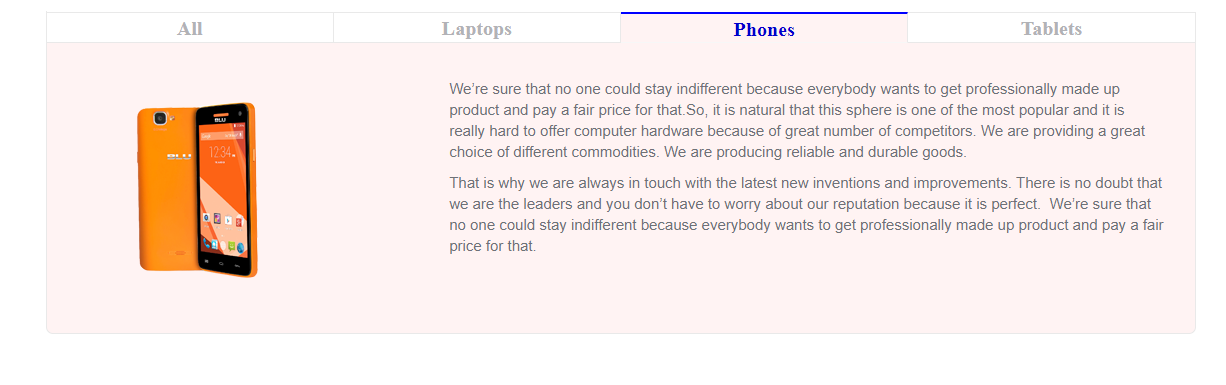 All Laptops Phones Tablets
We’re sure that no one could stay indifferent because everybody wants to get professionally made up
product and pay a fair price for that.So, it is natural that this sphere is one of the most popular and it is
really hard to offer computer hardware because of great number of competitors. We are providing a great
choice of different commodities. We are producing reliable and durable goods.
That is why we are always in touch with the latest new inventions and improvements. There is no doubt that
we are the leaders and you don’t have to worry about our reputation because it is perfect.  We’re sure that
no one could stay indifferent because everybody wants to get professionally made up product and pay a fair
price for that.
BLU
BLU
12:34